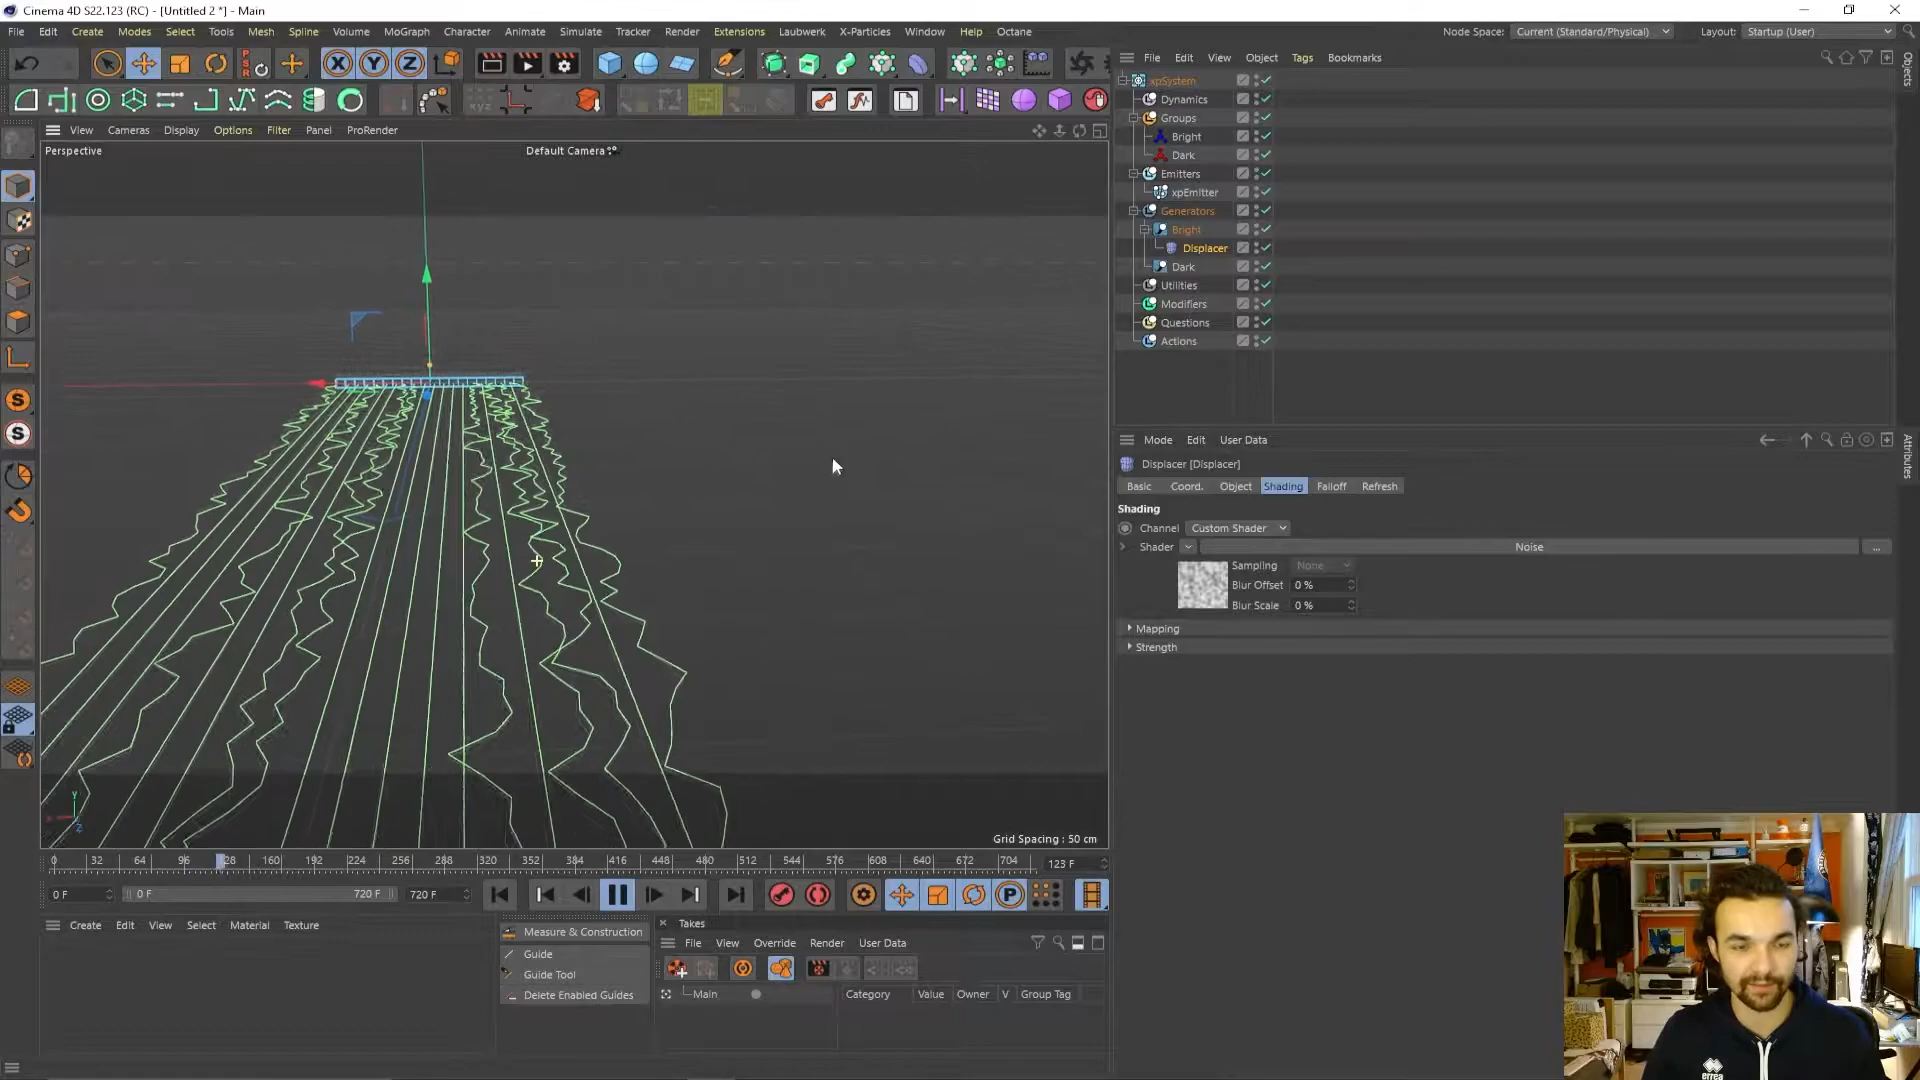 Cinema 4D S22.123 (RC) - [Untitled 2 *] - Main
File Edit Create Modes Select Tools Mesh Spline Volume MoGraph Character Animate Simulate Tracker Render Extensions Laubwerk X-Particles Window Help Octane
Node Space: Current (Standard/Physical) Layout: Startup (User)
View Cameras Display Options Filter Panel ProRender
Perspective
Default Camera
Grid Spacing : 50 cm
File Edit View Object Tags Bookmarks
Objects
xpSystem
Dynamics
Groups
Bright
Dark
Emitters
xpEmitter
Generators
Bright
Displacer
Dark
Utilities
Modifiers
Questions
Actions
Mode Edit User Data
Attributes
Displacer [Displacer]
Basic Coord. Object Shading Falloff Refresh
Shading
Channel Custom Shader
Shader Noise ...
Sampling None
Blur Offset 0 %
Blur Scale 0 %
Mapping
Strength
0 32 64 96 128 160 192 224 256 288 320 352 384 416 448 480 512 544 576 608 640 672 704 123 F
0 F 0 F 720 F 720 F
Create Edit View Select Material Texture
Measure & Construction
Guide
Guide Tool
Delete Enabled Guides
Takes
File View Override Render User Data
Main
Category Value Owner V Group Tag
errea